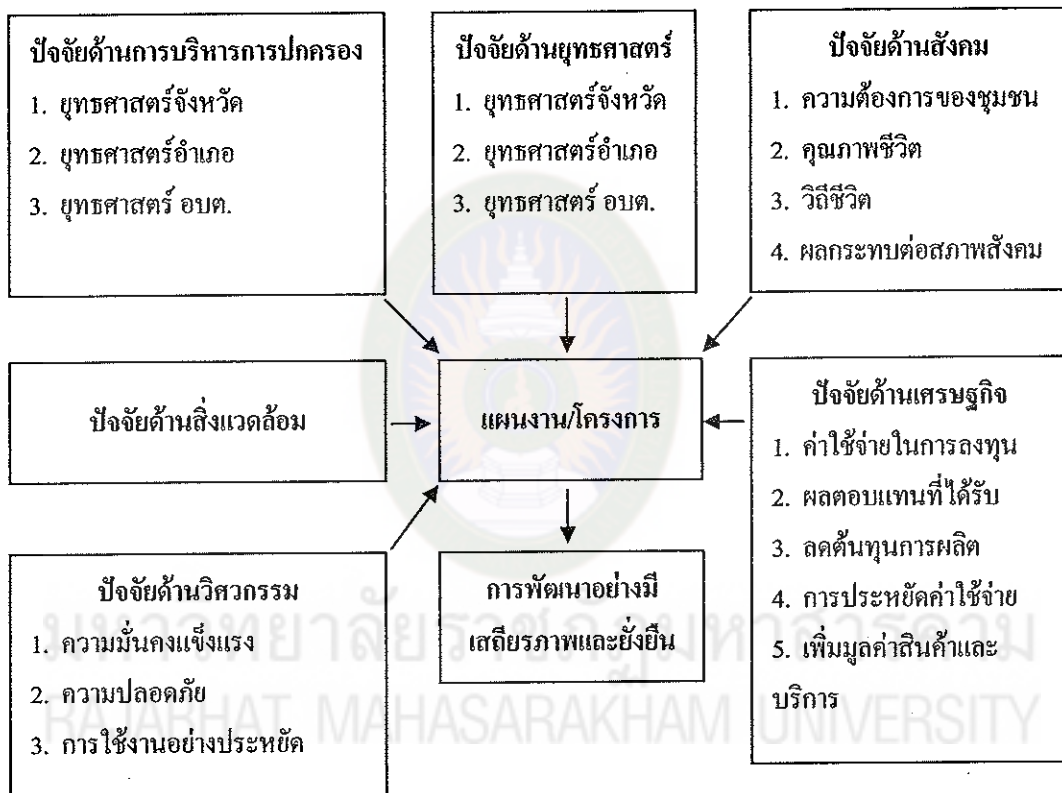 ปัจจัยด้านการบริหารการปกครอง
1. ยุทธศาสตร์จังหวัด
2. ยุทธศาสตร์อำเภอ
3. ยุทธศาสตร์ อบต.
ปัจจัยด้านยุทธศาสตร์
1. ยุทธศาสตร์จังหวัด
2. ยุทธศาสตร์อำเภอ
3. ยุทธศาสตร์ อบต.
ปัจจัยด้านสังคม
1. ความต้องการของชุมชน
2. คุณภาพชีวิต
3. วิถีชีวิต
4. ผลกระทบต่อสภาพสังคม
ปัจจัยด้านสิ่งแวดล้อม
แผนงาน/โครงการ
ปัจจัยด้านเศรษฐกิจ
1. ค่าใช้จ่ายในการลงทุน
2. ผลตอบแทนที่ได้รับ
3. ลดต้นทุนการผลิต
4. การประหยัดค่าใช้จ่าย
5. เพิ่มมูลค่าสินค้าและ
บริการ
ปัจจัยด้านวิศวกรรม
1. ความมั่นคงแข็งแรง
2. ความปลอดภัย
3. การใช้งานอย่างประหยัด
การพัฒนาอย่างมี
เสถียรภาพและยั่งยืน
มหาวิทยาลัยราชภัฏมหาสารคาม
RAJABHAT MAHASARAKHAM UNIVERSITY